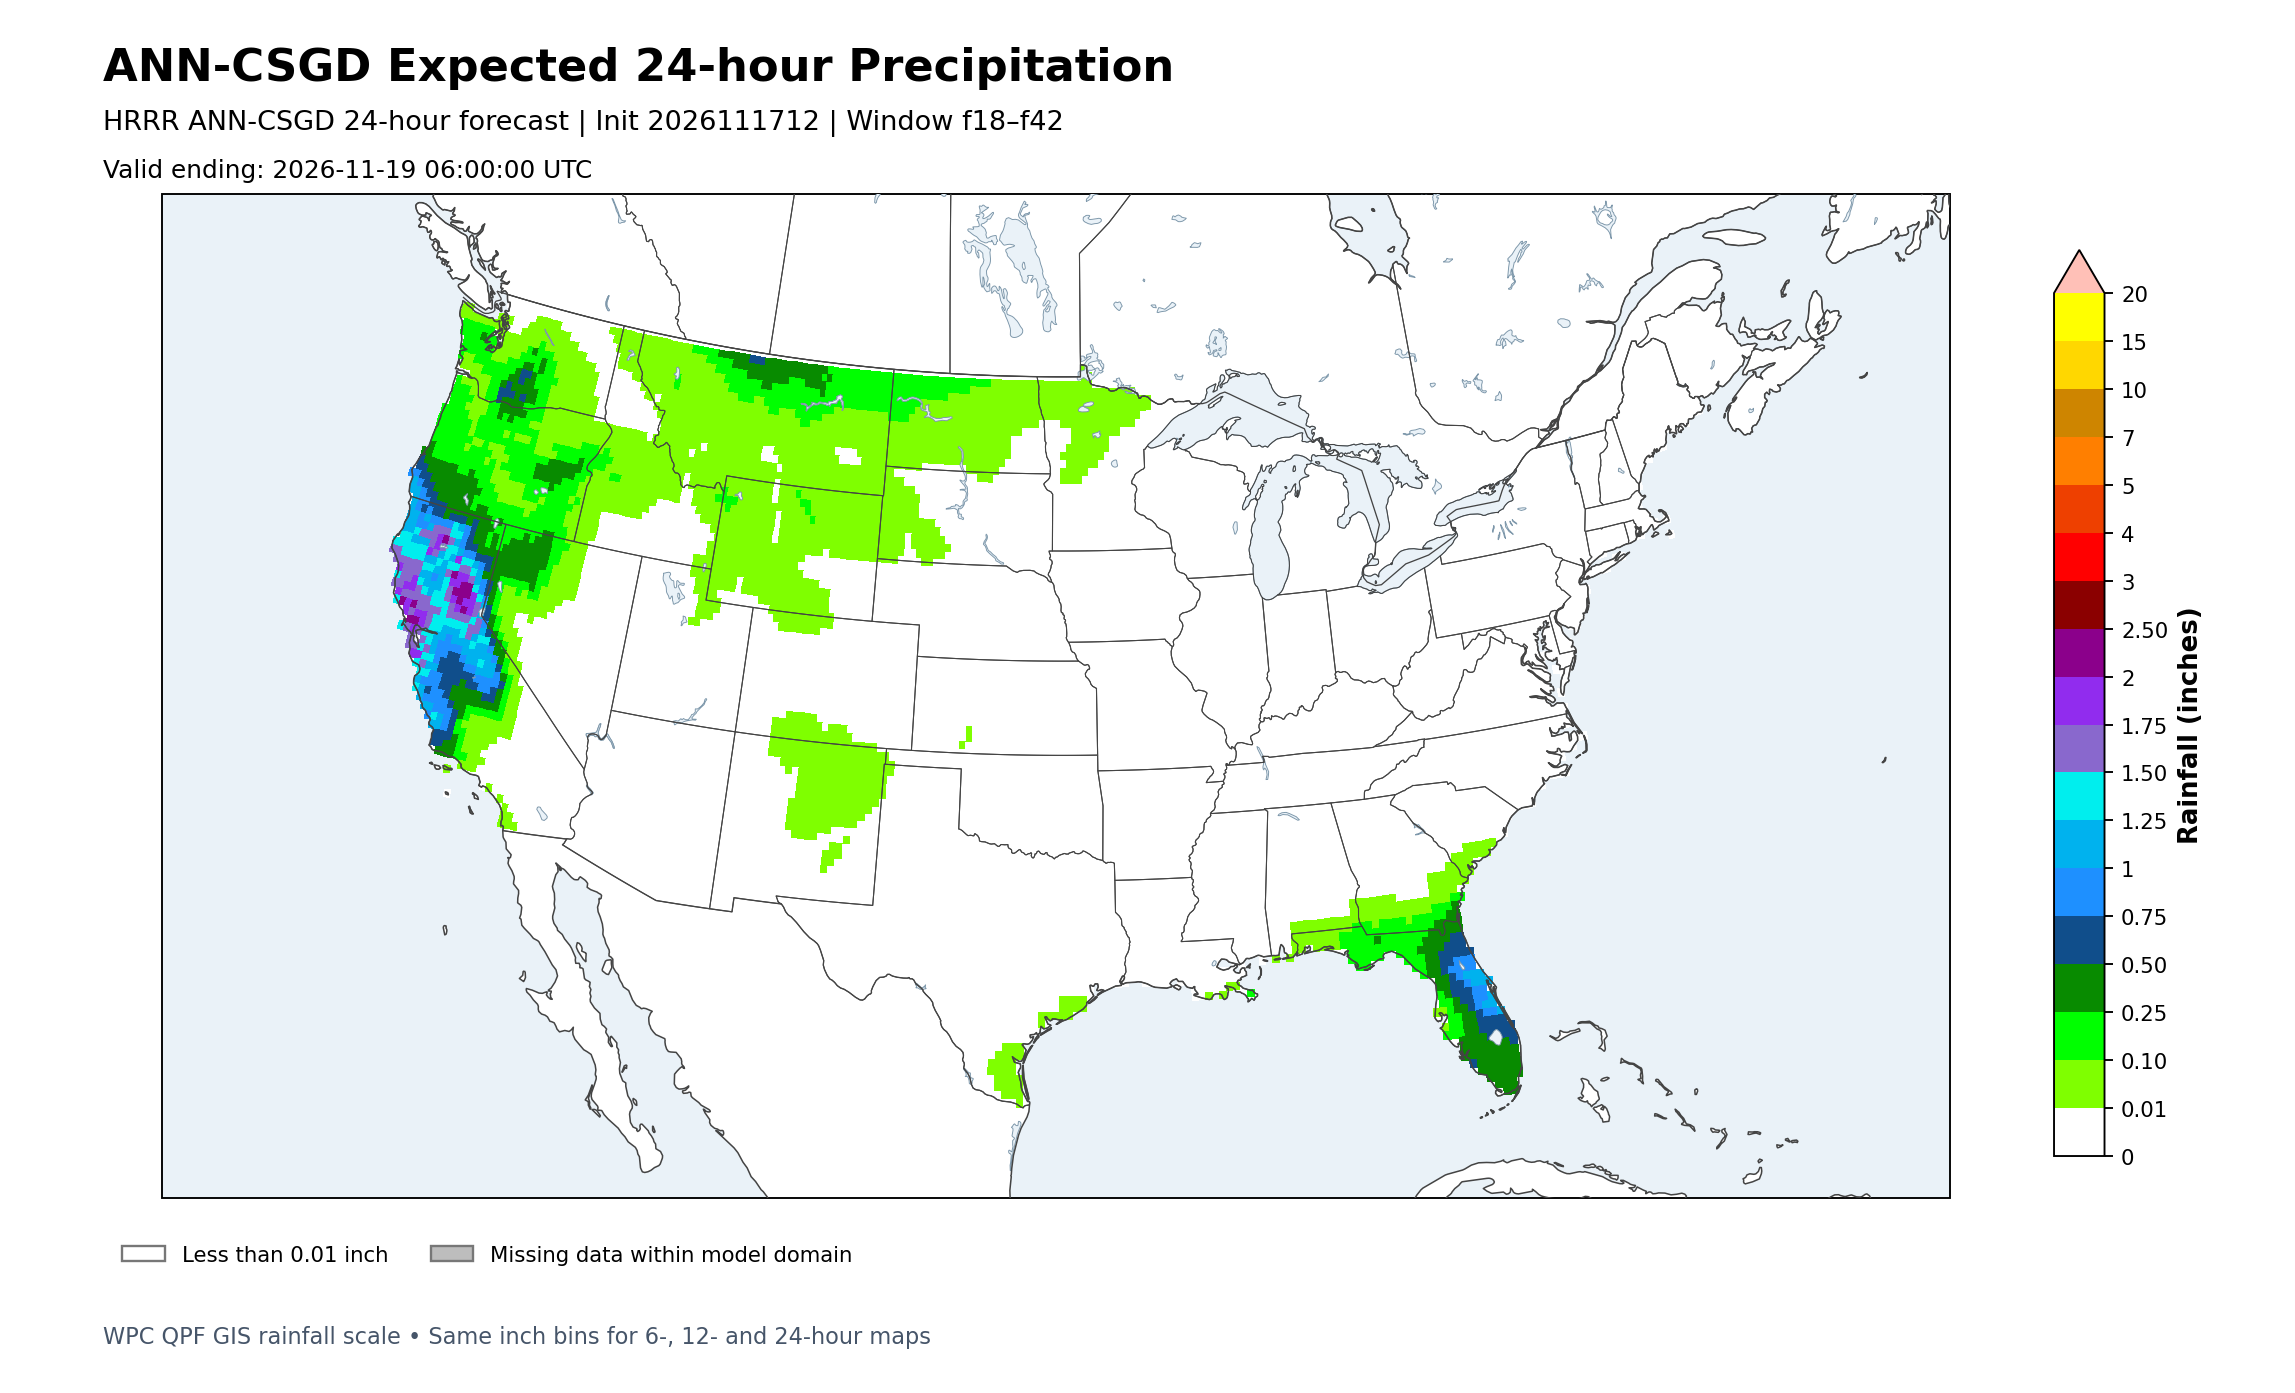 ANN-CSGD Expected 24-hour Precipitation
HRRR ANN-CSGD 24-hour forecast | Init 2026111712 | Window f18–f42
Valid ending: 2026-11-19 06:00:00 UTC
20
15
10
7
5
4
3
2.50
2
1.75
1.50
1.25
1
0.75
0.50
0.25
0.10
0.01
0
Rainfall (inches)
Less than 0.01 inch
Missing data within model domain
WPC QPF GIS rainfall scale • Same inch bins for 6-, 12- and 24-hour maps